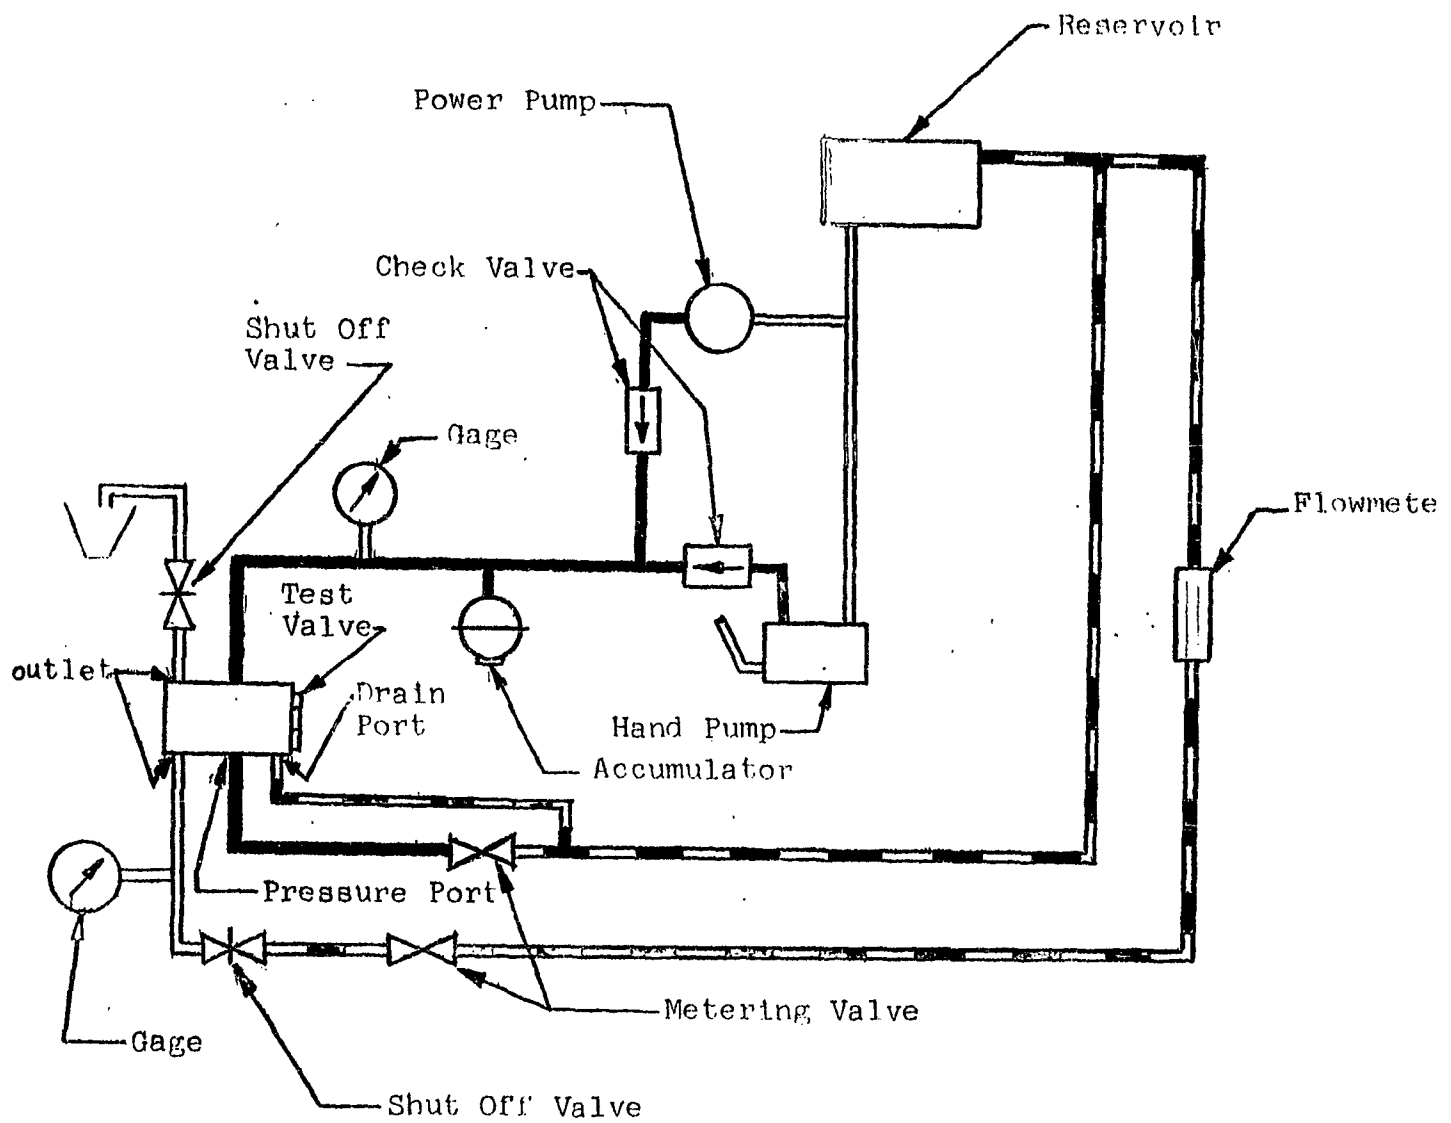 Reservoir
Power Pump
Check Valve
Shut Off
Valve
Gage
Flowmete
Test
Valve
outlet
Drain
Port
Hand Pump
Accumulator
Pressure Port
Metering Valve
Gage
Shut Off Valve